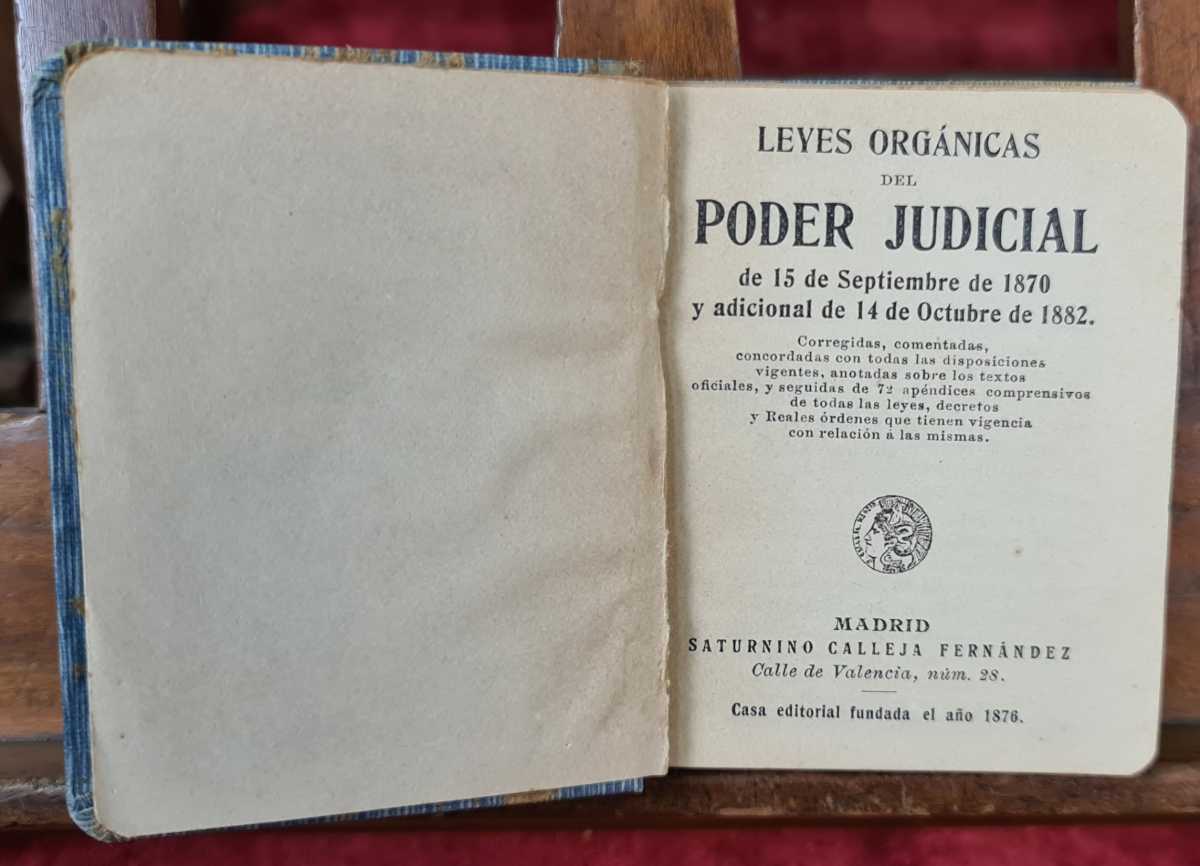 LEYES ORGÁNICAS
DEL
PODER JUDICIAL
de 15 de Septiembre de 1870
y adicional de 14 de Octubre de 1882.
Corregidas, comentadas,
concordadas con todas las disposiciones
vigentes, anotadas sobre los textos
oficiales, y seguidas de 72 apéndices comprensivos
de todas las leyes, decretos
y Reales órdenes que tienen vigencia
con relación á las mismas.
MADRID
SATURNINO CALLEJA FERNÁNDEZ
Calle de Valencia, núm. 28.
Casa editorial fundada el año 1876.